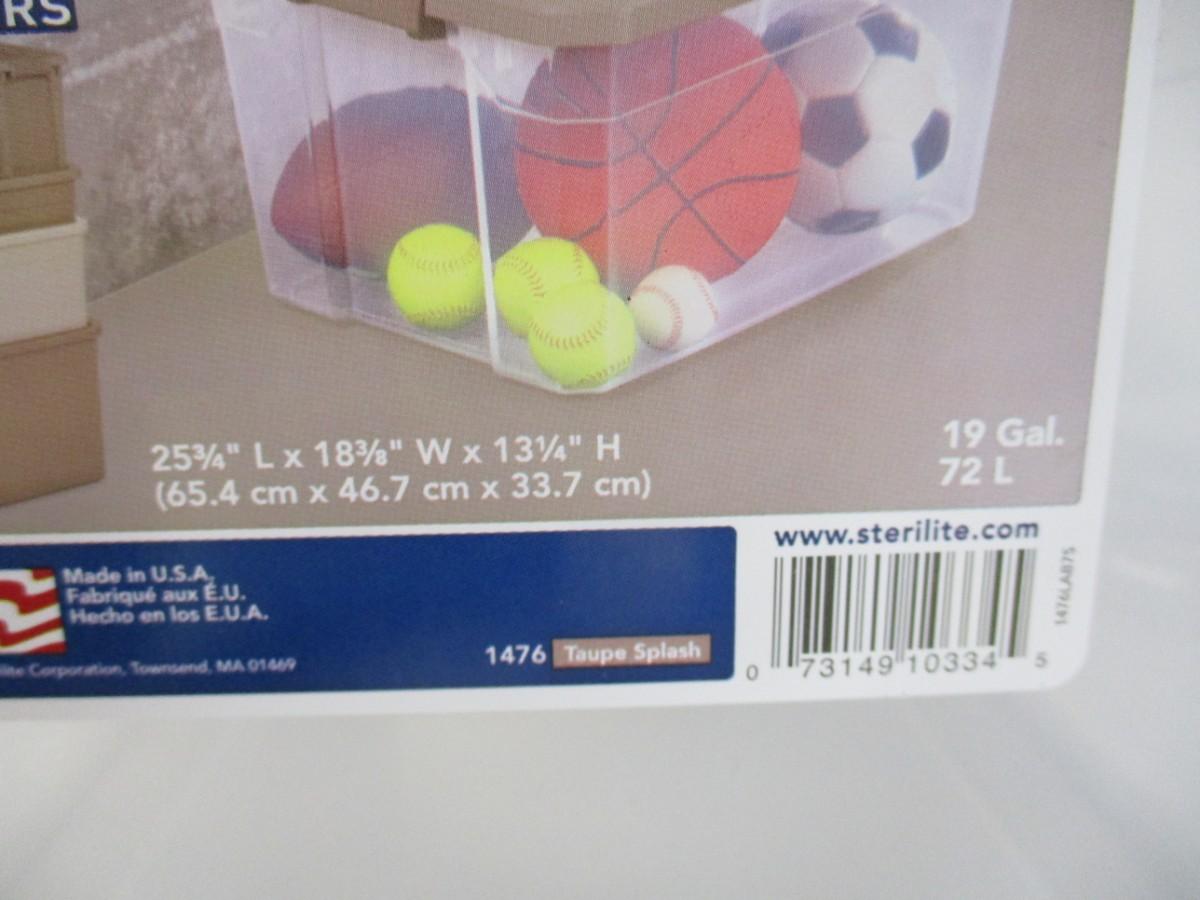 RS
25¾" L x 18⅜" W x 13¼" H
(65.4 cm x 46.7 cm x 33.7 cm)
19 Gal.
72 L
www.sterilite.com
Made in U.S.A.
Fabriqué aux É.U.
Hecho en los E.U.A.
lite Corporation, Townsend, MA 01469
1476 Taupe Splash
0 73149 10334 5
1476LAB75